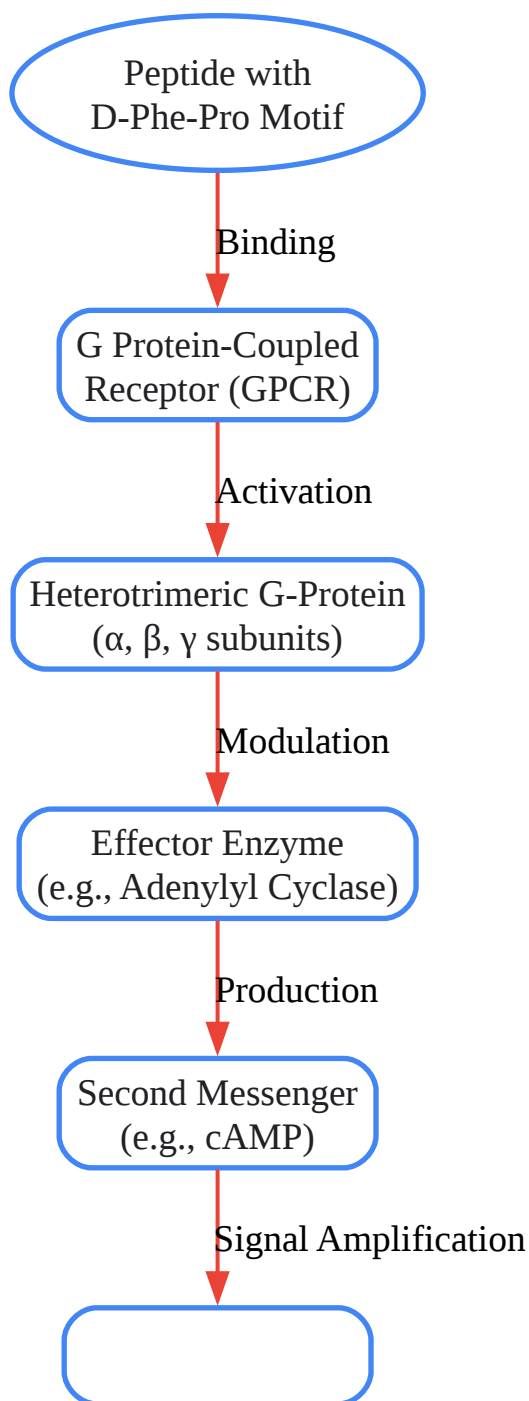 Peptide with
D-Phe-Pro Motif
Binding
G Protein-Coupled
Receptor (GPCR)
Activation
Heterotrimeric G-Protein
(α, β, γ subunits)
Modulation
Effector Enzyme
(e.g., Adenylyl Cyclase)
Production
Second Messenger
(e.g., cAMP)
Signal Amplification